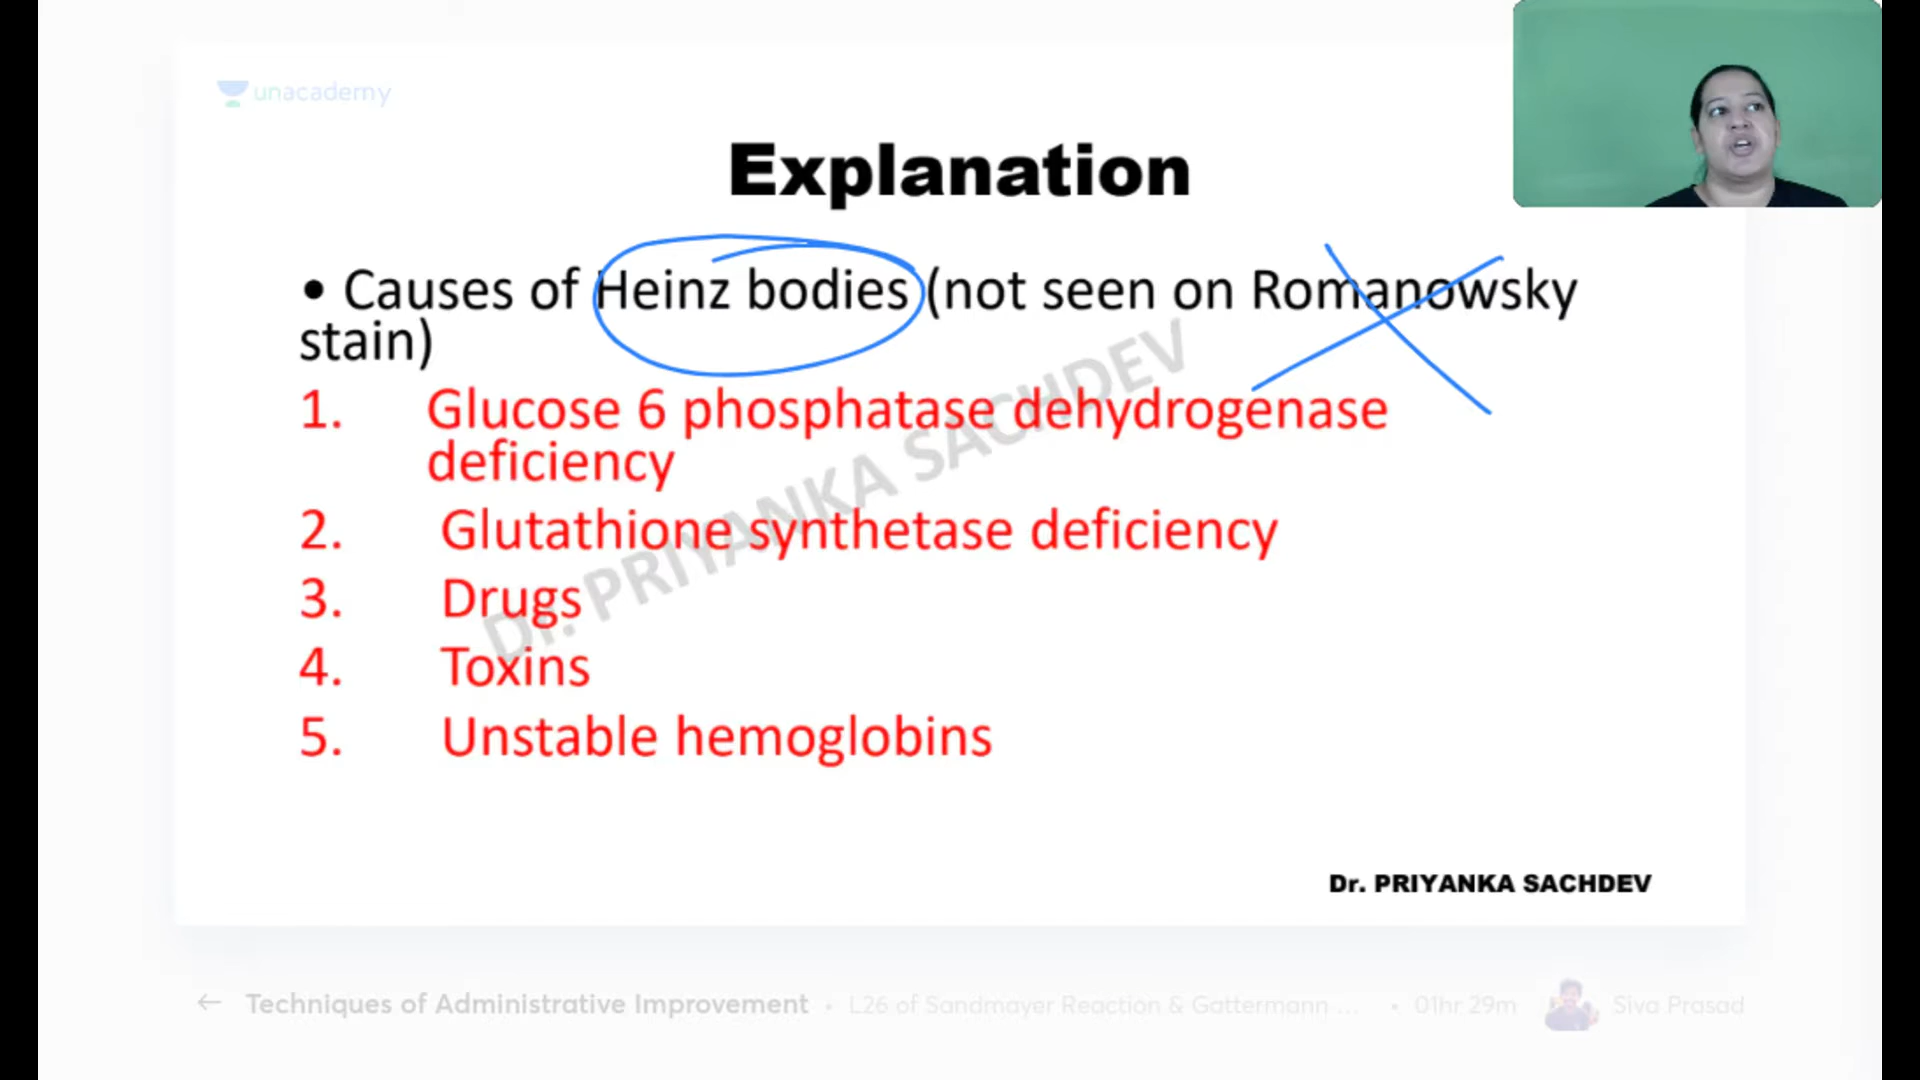 unacademy
Explanation
• Causes of Heinz bodies (not seen on Romanowsky
stain)
1. Glucose 6 phosphatase dehydrogenase
deficiency
2. Glutathione synthetase deficiency
3. Drugs
4. Toxins
5. Unstable hemoglobins
Dr. PRIYANKA SACHDEV
Dr. PRIYANKA SACHDEV
← Techniques of Administrative Improvement • L26 of Sandmayer Reaction & Gattermann ... • 01hr 29m Siva Prasad